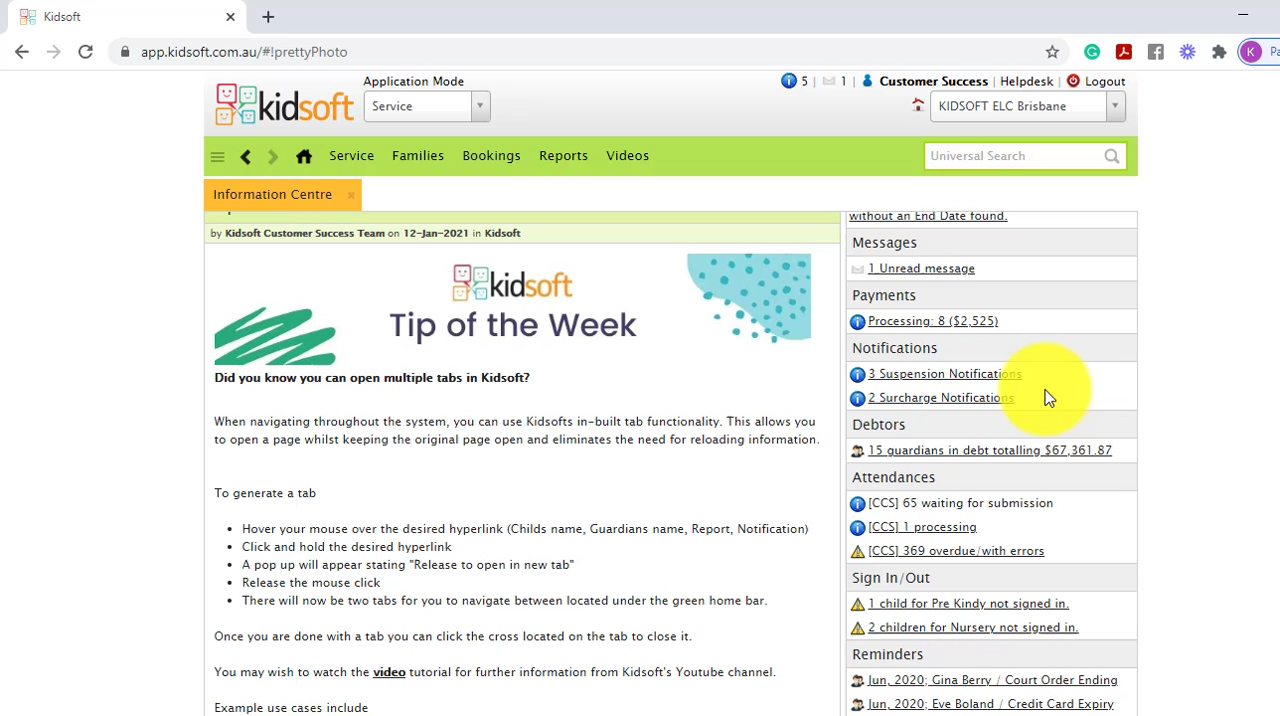 Kidsoft
app.kidsoft.com.au/#!prettyPhoto
K
Pa
kidsoft
Application Mode
Service
5 | 1 | Customer Success | Helpdesk | Logout
KIDSOFT ELC Brisbane
Service Families Bookings Reports Videos
Universal Search
Information Centre
by Kidsoft Customer Success Team on 12-Jan-2021 in Kidsoft
kidsoft
Tip of the Week
Did you know you can open multiple tabs in Kidsoft?
When navigating throughout the system, you can use Kidsofts in-built tab functionality. This allows you
to open a page whilst keeping the original page open and eliminates the need for reloading information.
To generate a tab
• Hover your mouse over the desired hyperlink (Childs name, Guardians name, Report, Notification)
• Click and hold the desired hyperlink
• A pop up will appear stating "Release to open in new tab"
• Release the mouse click
• There will now be two tabs for you to navigate between located under the green home bar.
Once you are done with a tab you can click the cross located on the tab to close it.
You may wish to watch the video tutorial for further information from Kidsoft's Youtube channel.
Example use cases include
without an End Date found.
Messages
1 Unread message
Payments
Processing: 8 ($2,525)
Notifications
3 Suspension Notifications
2 Surcharge Notifications
Debtors
15 guardians in debt totalling $67,361.87
Attendances
[CCS] 65 waiting for submission
[CCS] 1 processing
[CCS] 369 overdue/with errors
Sign In/Out
1 child for Pre Kindy not signed in.
2 children for Nursery not signed in.
Reminders
Jun, 2020; Gina Berry / Court Order Ending
Jun, 2020; Eve Boland / Credit Card Expiry